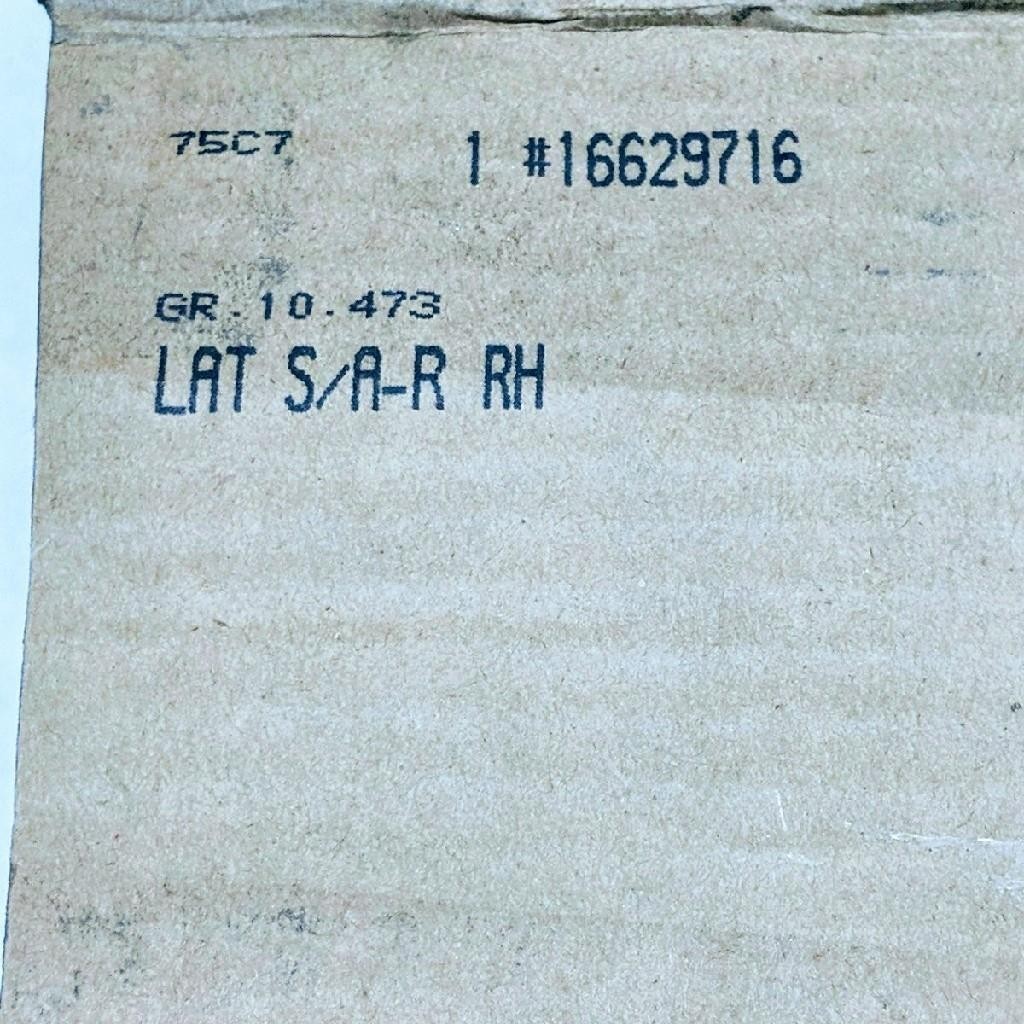 75C7 1 #16629716
GR.10.473
LAT S/A-R RH